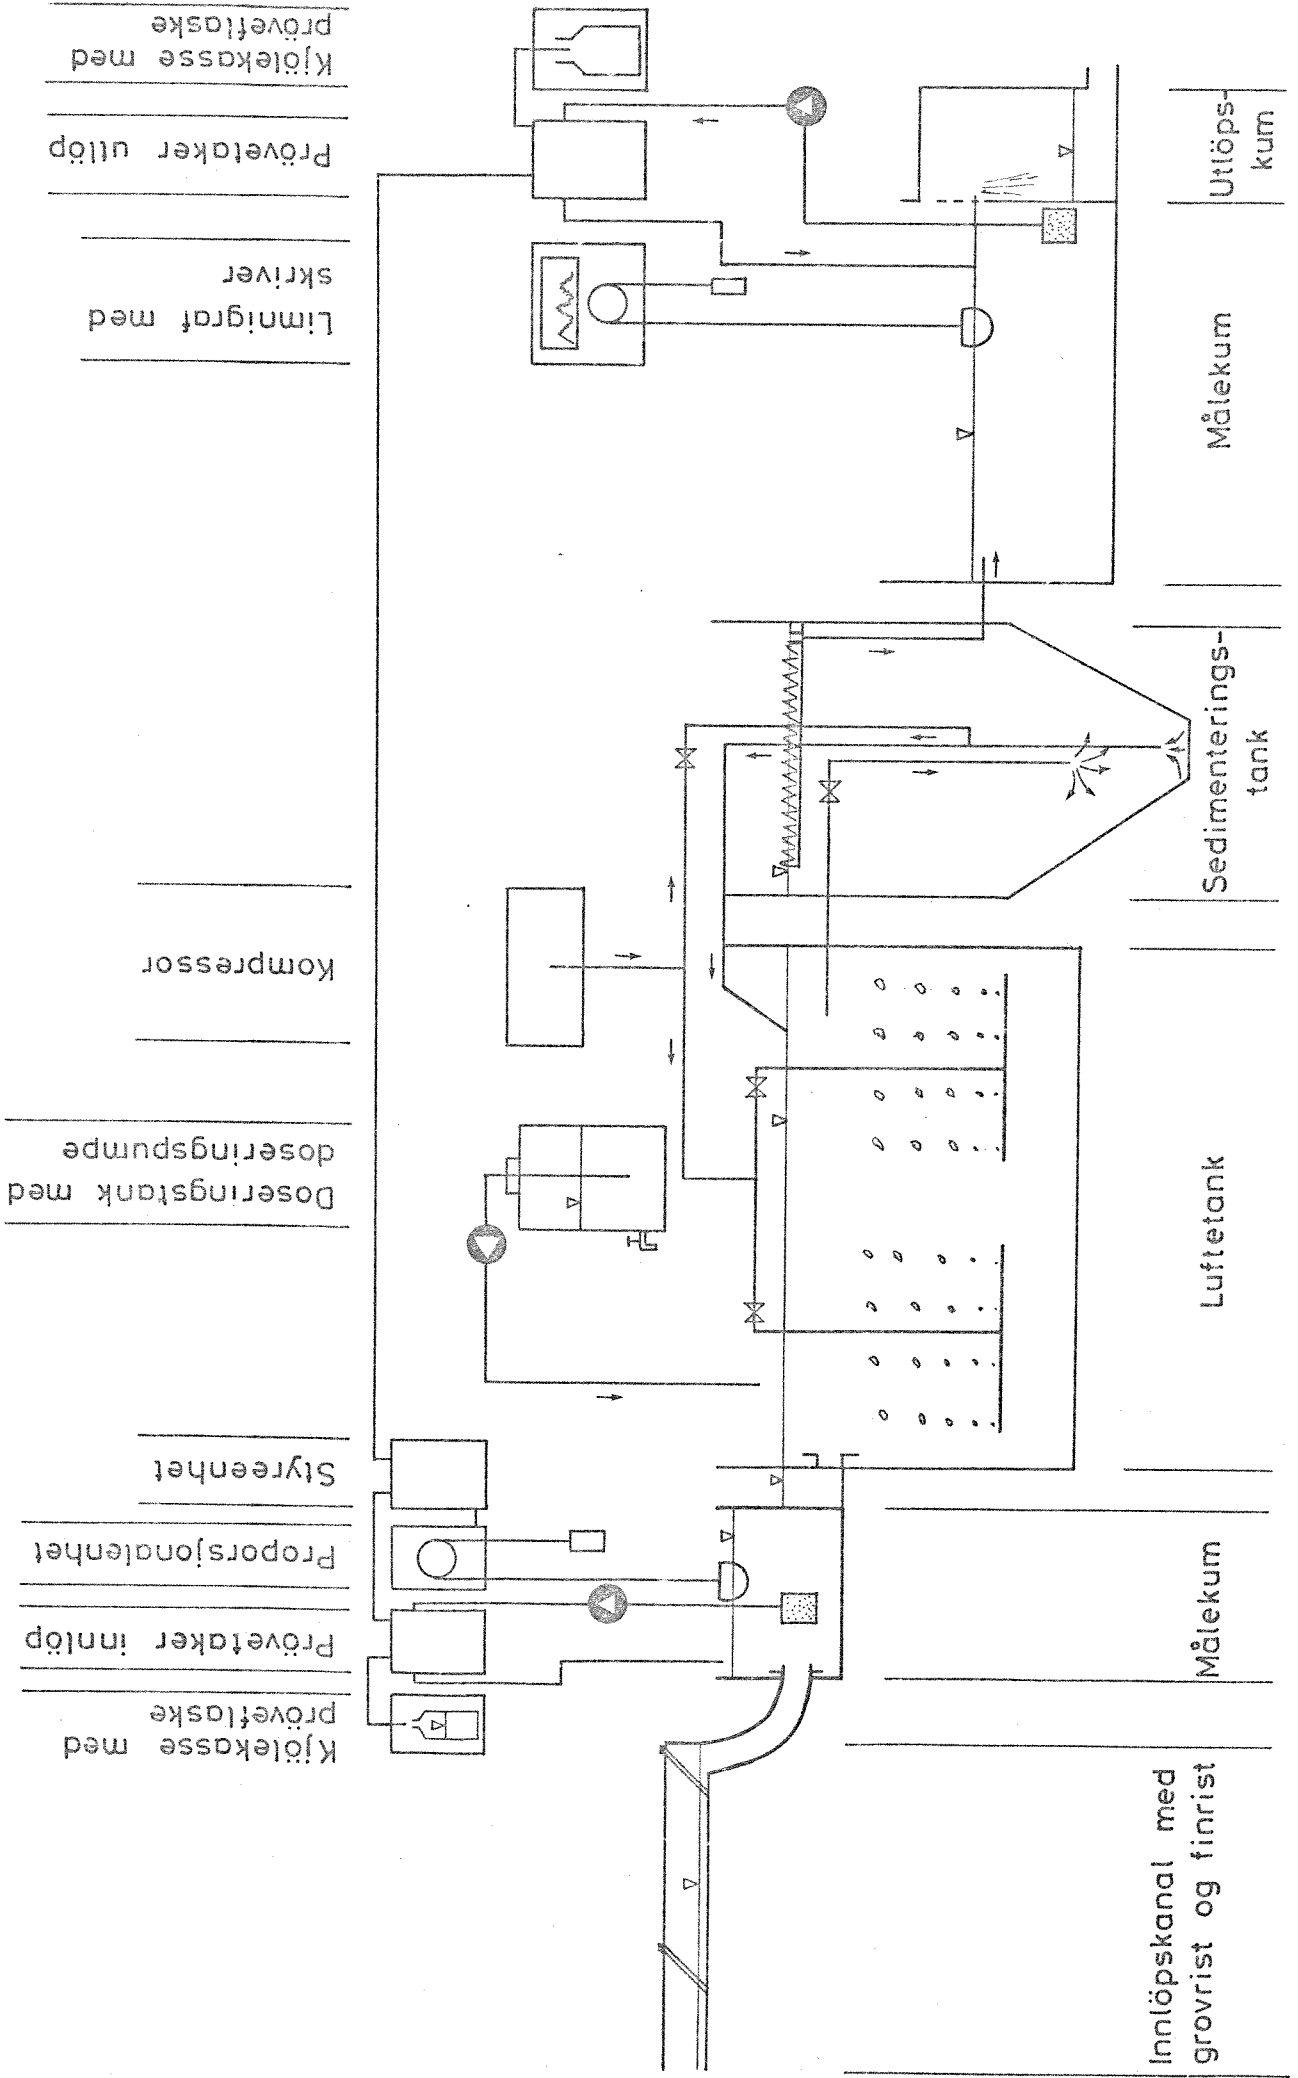 Kjölekasse med
pröveflaske
Prövetaker innlöp
Proporsjonalenhet
Styreenhet
Doseringstank med
doseringspumpe
Kompressor
Limnigraf med
skriver
Prövetaker utlöp
Kjölekasse med
pröveflaske
Innlöpskanal med
grovrist og finrist
Målekum
Luftetank
Sedimenterings-
tank
Målekum
Utlöps-
kum